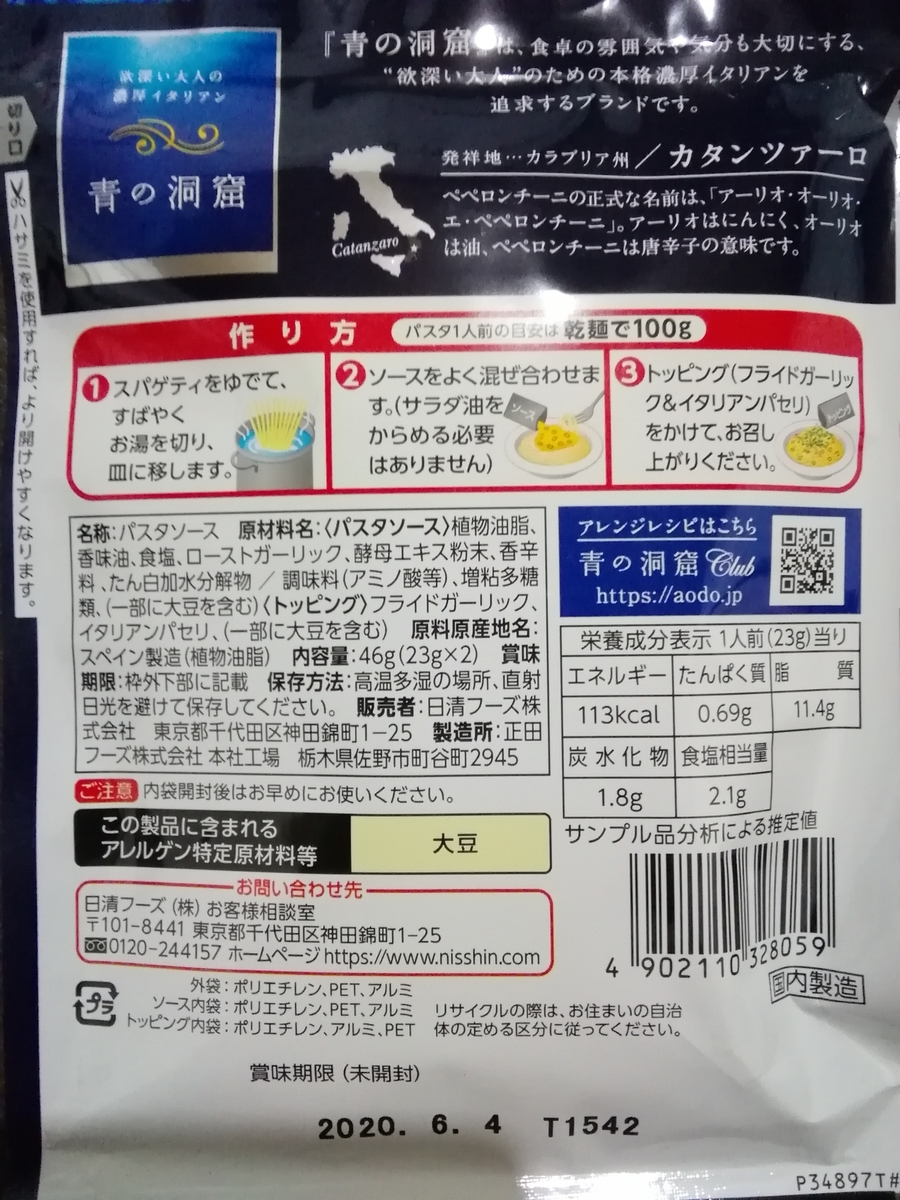 『青の洞窟』は、食卓の雰囲気や気分も大切にする、
“欲深い大人”のための本格濃厚イタリアンを
追求するブランドです。
欲深い大人の
濃厚イタリアン
青の洞窟
切り口
ハサミを使用すれば、より開けやすくなります。
発祥地…カラブリア州／カタンツァーロ
Catanzaro
ペペロンチーニの正式な名前は、「アーリオ・オーリオ・
エ・ペペロンチーニ」。アーリオはにんにく、オーリオ
は油、ペペロンチーニは唐辛子の意味です。
作り方 パスタ1人前の目安は乾麺で100g
1 スパゲティをゆでて、
すばやく
お湯を切り、
皿に移します。
2 ソースをよく混ぜ合わせま
す。(サラダ油を
からめる必要
はありません)
ソース
3 トッピング(フライドガーリッ
ク&イタリアンパセリ)
をかけて、お召し
上がりください。
トッピング
名称:パスタソース 原材料名:〈パスタソース〉植物油脂、
香味油、食塩、ローストガーリック、酵母エキス粉末、香辛
料、たん白加水分解物 ／ 調味料(アミノ酸等)、増粘多糖
類、(一部に大豆を含む)〈トッピング〉フライドガーリック、
イタリアンパセリ、(一部に大豆を含む) 原料原産地名:
スペイン製造(植物油脂) 内容量:46g(23g×2) 賞味
期限:枠外下部に記載 保存方法:高温多湿の場所、直射
日光を避けて保存してください。 販売者:日清フーズ株
式会社 東京都千代田区神田錦町1-25 製造所:正田
フーズ株式会社 本社工場 栃木県佐野市町谷町2945
ご注意 内袋開封後はお早めにお使いください。
この製品に含まれる
アレルゲン特定原材料等
大豆
お問い合わせ先
日清フーズ(株)お客様相談室
〒101-8441 東京都千代田区神田錦町1-25
0120-244157 ホームページ https://www.nisshin.com
アレンジレシピはこちら
青の洞窟 Club
https://aodo.jp
栄養成分表示 1人前(23g)当り
エネルギー たんぱく質 脂質
113kcal 0.69g 11.4g
炭水化物 食塩相当量
1.8g 2.1g
サンプル品分析による推定値
4 902110 328059
国内製造
プラ
外袋:ポリエチレン、PET、アルミ
ソース内袋:ポリエチレン、PET、アルミ
トッピング内袋:ポリエチレン、アルミ、PET
リサイクルの際は、お住まいの自治
体の定める区分に従ってください。
賞味期限(未開封)
2020. 6. 4 T1542
P34897T#